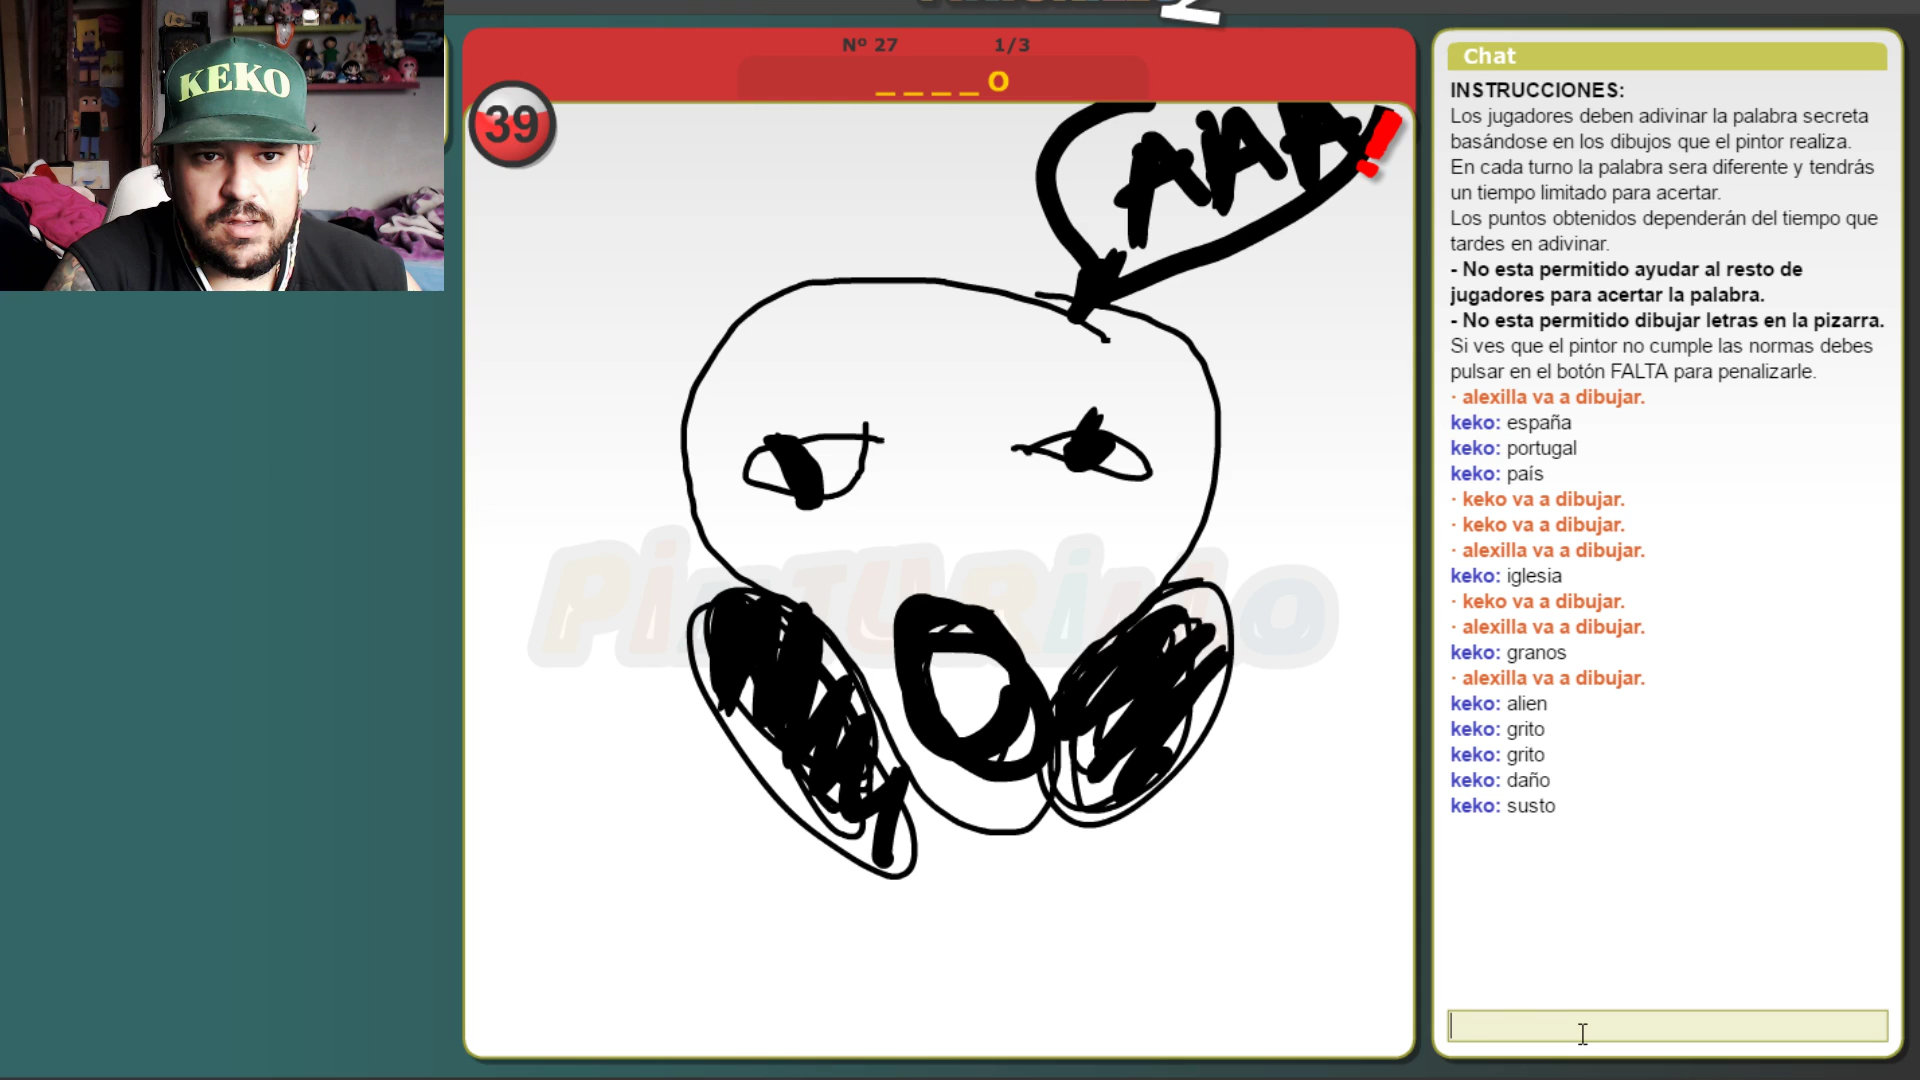 KEKO
Nº 27
1/3
_ _ _ _ O
39
AAA
!
PINTURILLO
Chat
INSTRUCCIONES:
Los jugadores deben adivinar la palabra secreta
basándose en los dibujos que el pintor realiza.
En cada turno la palabra sera diferente y tendrás
un tiempo limitado para acertar.
Los puntos obtenidos dependerán del tiempo que
tardes en adivinar.
- No esta permitido ayudar al resto de
jugadores para acertar la palabra.
- No esta permitido dibujar letras en la pizarra.
Si ves que el pintor no cumple las normas debes
pulsar en el botón FALTA para penalizarle.
· alexilla va a dibujar.
keko: españa
keko: portugal
keko: país
· keko va a dibujar.
· keko va a dibujar.
· alexilla va a dibujar.
keko: iglesia
· keko va a dibujar.
· alexilla va a dibujar.
keko: granos
· alexilla va a dibujar.
keko: alien
keko: grito
keko: grito
keko: daño
keko: susto